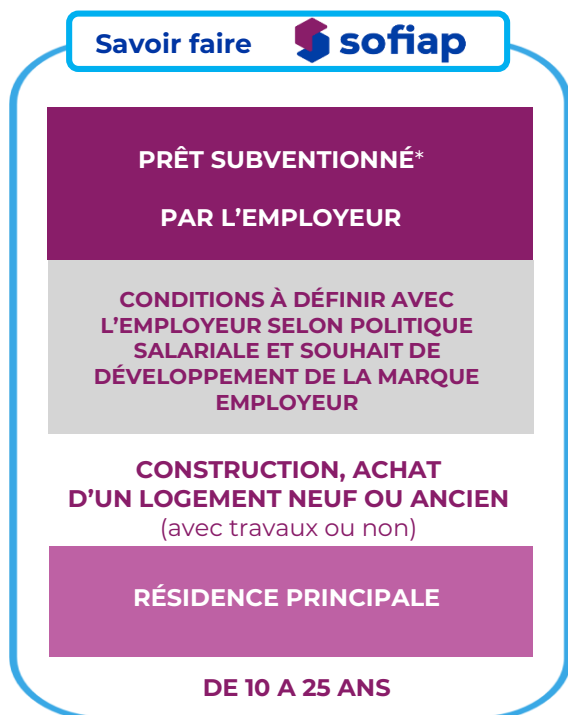 Savoir faire sofiap
PRÊT SUBVENTIONNÉ*
PAR L’EMPLOYEUR
CONDITIONS À DÉFINIR AVEC
L’EMPLOYEUR SELON POLITIQUE
SALARIALE ET SOUHAIT DE
DÉVELOPPEMENT DE LA MARQUE
EMPLOYEUR
CONSTRUCTION, ACHAT
D’UN LOGEMENT NEUF OU ANCIEN
(avec travaux ou non)
RÉSIDENCE PRINCIPALE
DE 10 A 25 ANS